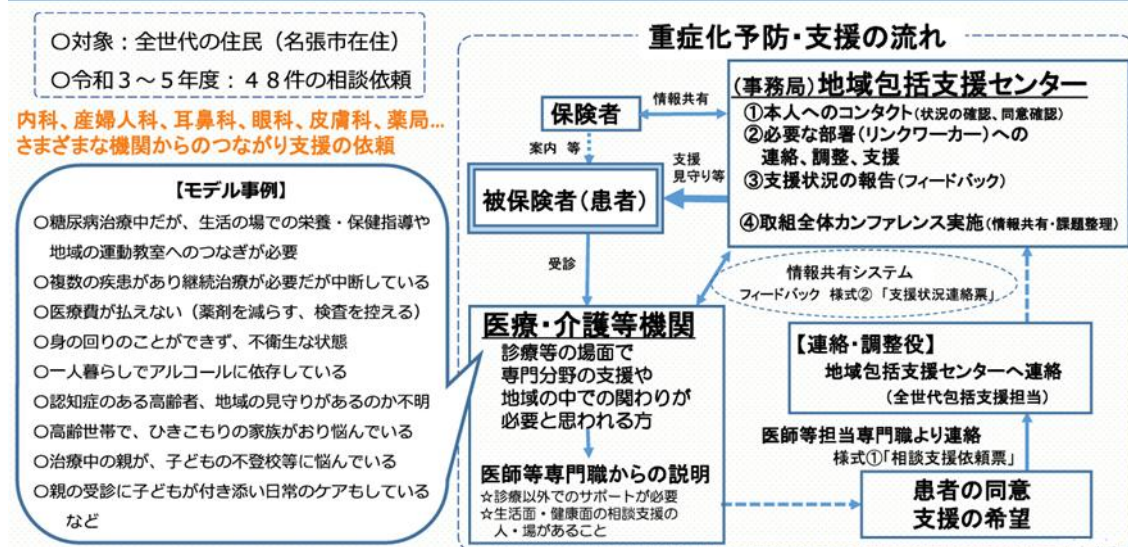 ○対象：全世代の住民（名張市在住）
○令和３～５年度：４８件の相談依頼
内科、産婦人科、耳鼻科、眼科、皮膚科、薬局…
さまざまな機関からのつながり支援の依頼
【モデル事例】
○糖尿病治療中だが、生活の場での栄養・保健指導や
地域の運動教室へのつなぎが必要
○複数の疾患があり継続治療が必要だが中断している
○医療費が払えない（薬剤を減らす、検査を控える）
○身の回りのことができず、不衛生な状態
○一人暮らしでアルコールに依存している
○認知症のある高齢者、地域の見守りがあるのか不明
○高齢世帯で、ひきこもりの家族がおり悩んでいる
○治療中の親が、子どもの不登校等に悩んでいる
○親の受診に子どもが付き添い日常のケアもしている
など
重症化予防・支援の流れ
保険者
情報共有
案内 等
被保険者（患者）
支援
見守り等
受診
（事務局）地域包括支援センター
①本人へのコンタクト（状況の確認、同意確認）
②必要な部署（リンクワーカー）への
連絡、調整、支援
③支援状況の報告（フィードバック）
④取組全体カンファレンス実施（情報共有・課題整理）
情報共有システム
フィードバック 様式② 「支援状況連絡票」
医療・介護等機関
診療等の場面で
専門分野の支援や
地域の中での関わりが
必要と思われる方
医師等専門職からの説明
☆診療以外でのサポートが必要
☆生活面・健康面の相談支援の
人・場があること
【連絡・調整役】
地域包括支援センターへ連絡
（全世代包括支援担当）
医師等担当専門職より連絡
様式①「相談支援依頼票」
患者の同意
支援の希望